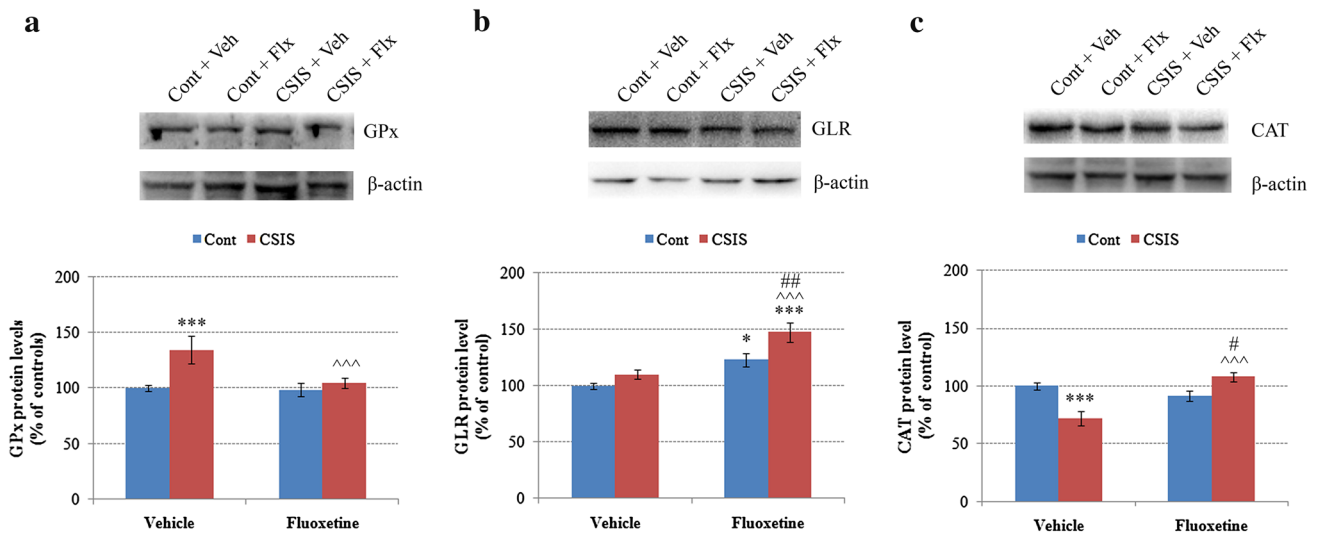 a
Cont + Veh
Cont + Flx
CSIS + Veh
CSIS + Flx
GPx
β-actin
Cont CSIS
GPx protein levels
(% of controls)
200
150
100
50
0
***
^^^
Vehicle
Fluoxetine
b
Cont + Veh
Cont + Flx
CSIS + Veh
CSIS + Flx
GLR
β-actin
Cont CSIS
GLR protein level
(% of control)
200
150
100
50
0
*
##
^^^
***
Vehicle
Fluoxetine
c
Cont + Veh
Cont + Flx
CSIS + Veh
CSIS + Flx
CAT
β-actin
Cont CSIS
CAT protein level
(% of control)
200
150
100
50
0
***
#
^^^
Vehicle
Fluoxetine